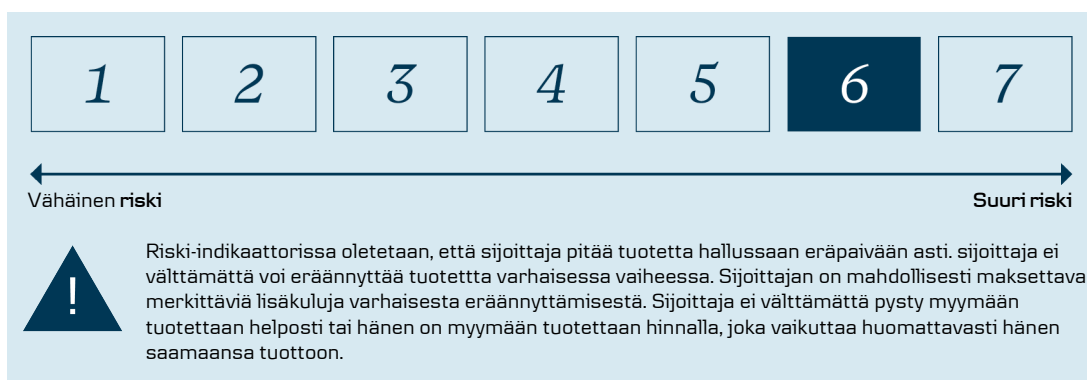 1 2 3 4 5 6 7
Vähäinen riski Suuri riski
Riski-indikaattorissa oletetaan, että sijoittaja pitää tuotetta hallussaan eräpaivään asti. sijoittaja ei
välttämättä voi eräännyttää tuotettta varhaisessa vaiheessa. Sijoittajan on mahdollisesti maksettava
! merkittäviä lisäkuluja varhaisesta eräännyttämisestä. Sijoittaja ei välttämättä pysty myymään
tuotettaan helposti tai hänen on myymään tuotettaan hinnalla, joka vaikuttaa huomattavasti hänen
saamaansa tuottoon.